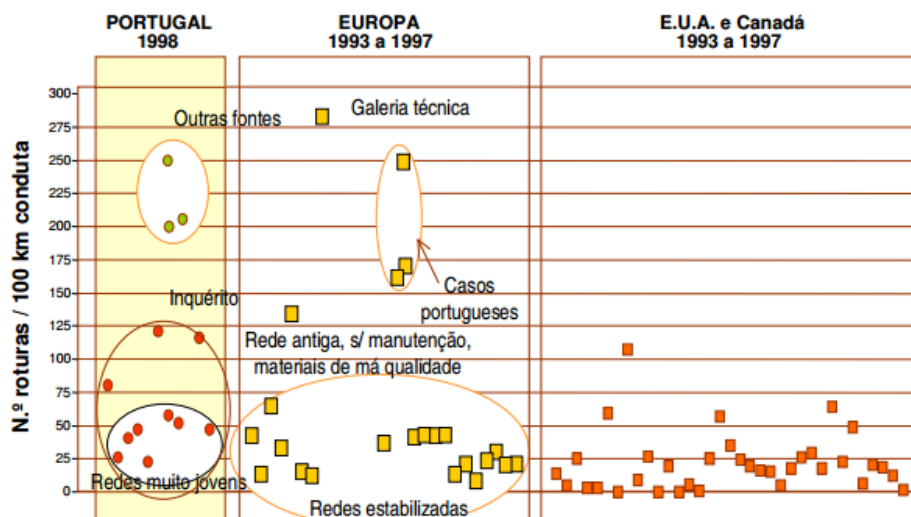 PORTUGAL
1998
EUROPA
1993 a 1997
E.U.A. e Canadá
1993 a 1997
N.º roturas / 100 km conduta
300
275
250
225
200
175
150
125
100
75
50
25
0
Outras fontes
Galeria técnica
Inquérito
Casos
portugueses
Rede antiga, s/ manutenção,
materiais de má qualidade
Redes muito jovens
Redes estabilizadas